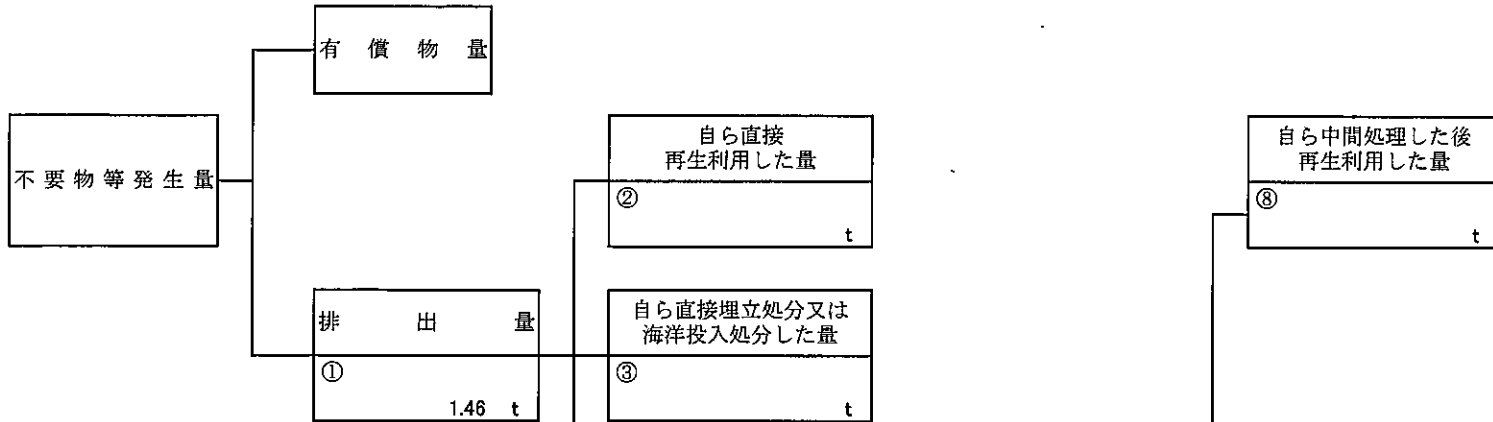 有償物量
不要物等発生量
自ら直接
再生利用した量
②
t
自ら中間処理した後
再生利用した量
⑧
t
排出量
①
1.46 t
自ら直接埋立処分又は
海洋投入処分した量
③
t